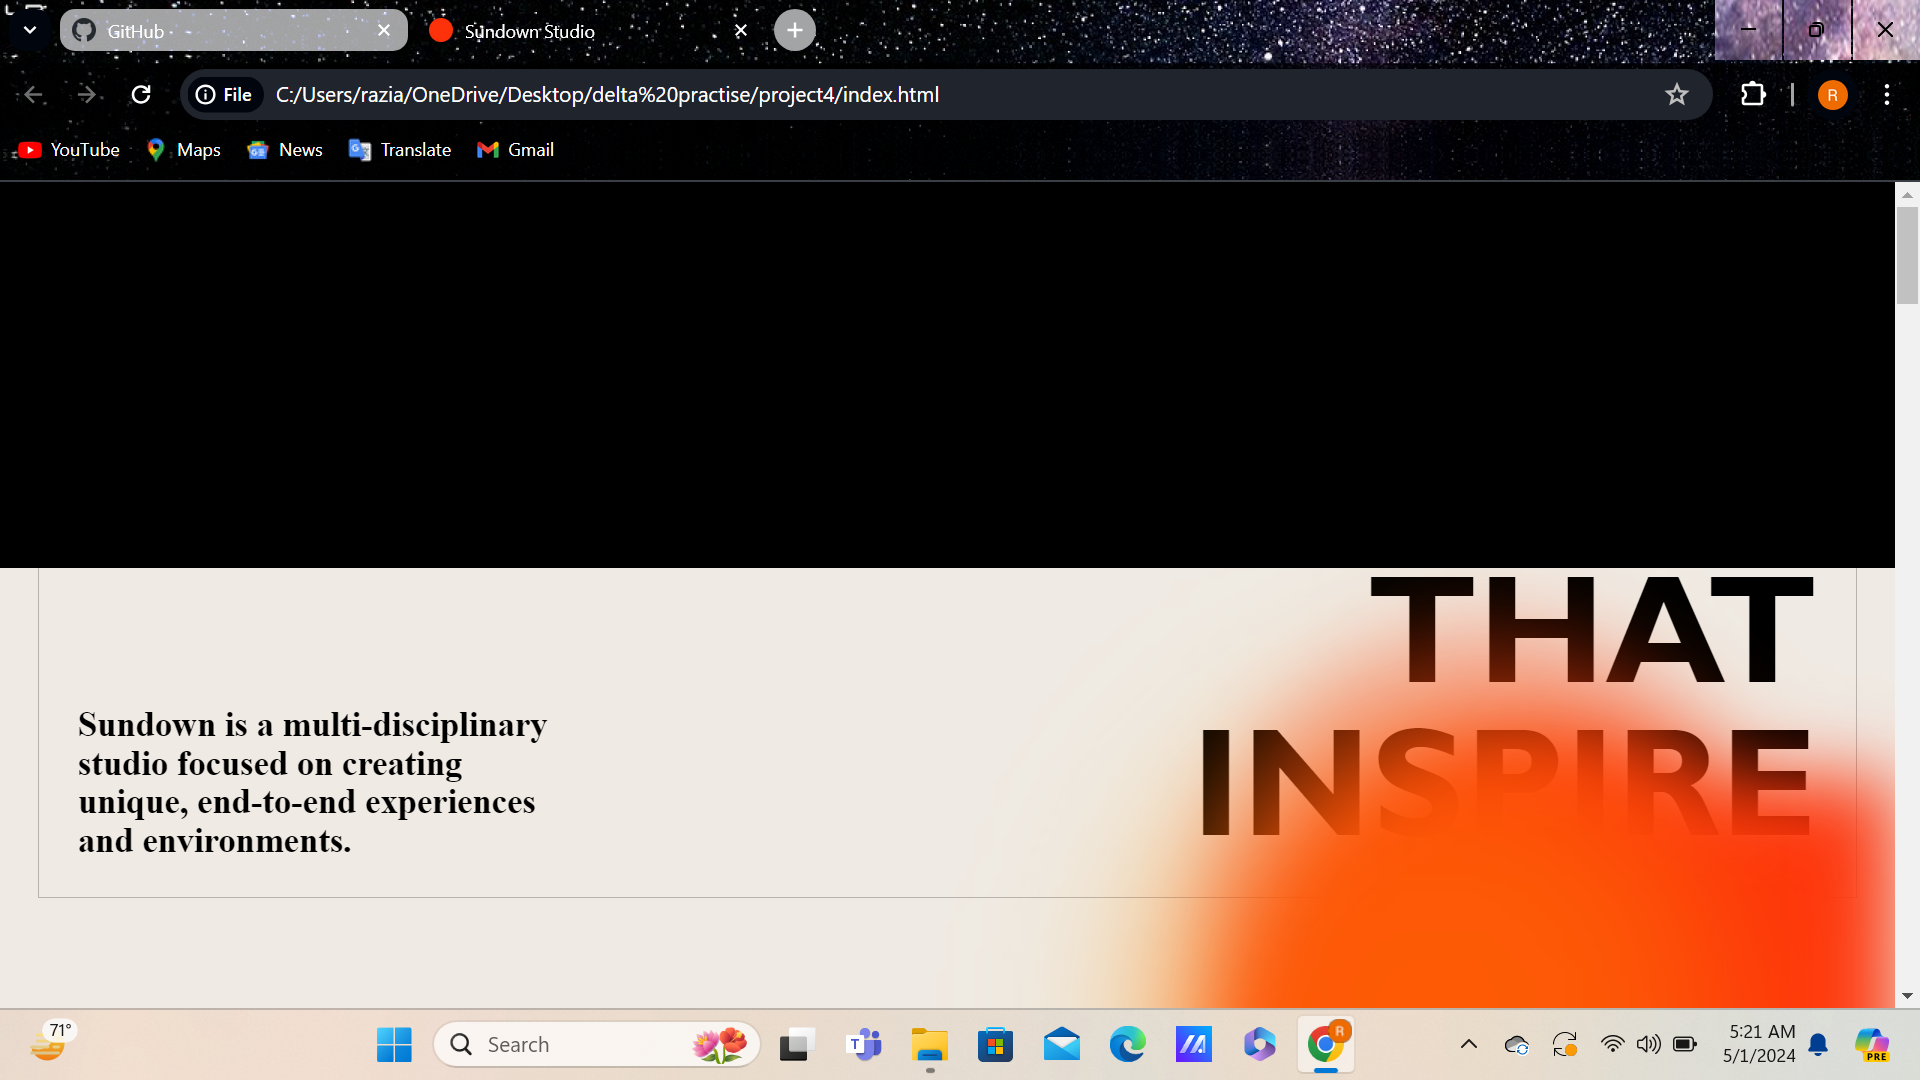 GitHub
Sundown Studio
File
C:/Users/razia/OneDrive/Desktop/delta%20practise/project4/index.html
R
YouTube
Maps
News
Translate
Gmail
THAT
INSPIRE
Sundown is a multi-disciplinary
studio focused on creating
unique, end-to-end experiences
and environments.
71°
Search
T
R
5:21 AM
5/1/2024
PRE